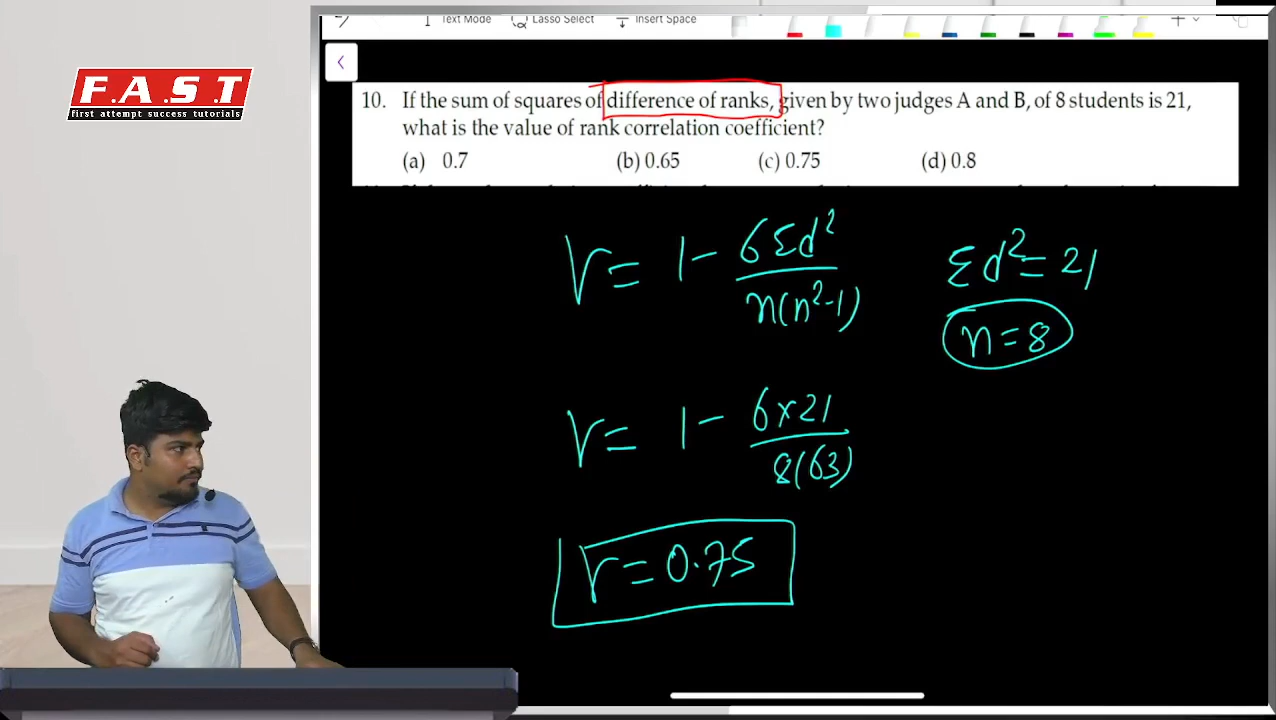 Text Mode Lasso Select Insert Space
F.A.S.T
first attempt success tutorials
10. If the sum of squares of difference of ranks, given by two judges A and B, of 8 students is 21,
what is the value of rank correlation coefficient?
(a) 0.7 (b) 0.65 (c) 0.75 (d) 0.8
r = 1 - 6Σd²/n(n²-1)
Σd² = 21
n = 8
r = 1 - 6×21/8(63)
r = 0.75